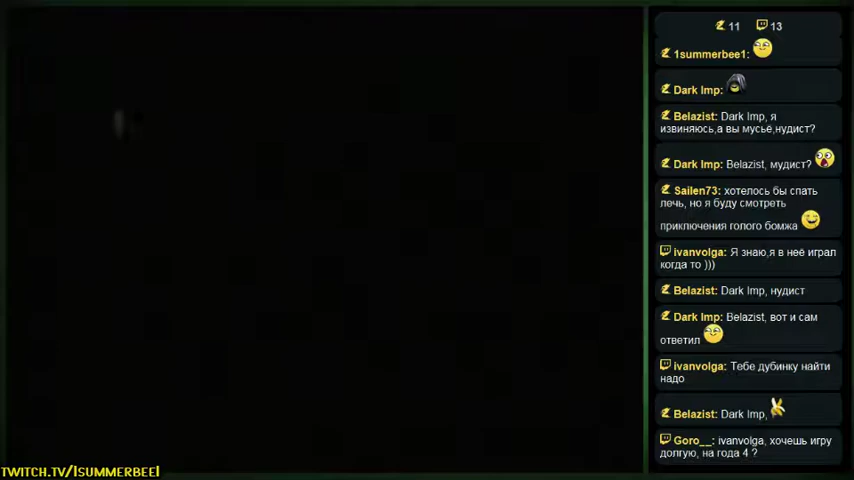 11 13
1summerbee1:
Dark Imp:
Belazist: Dark Imp, я
извиняюсь,а вы мусьё,нудист?
Dark Imp: Belazist, мудист?
Sailen73: хотелось бы спать
лечь, но я буду смотреть
приключения голого бомжа
ivanvolga: Я знаю,я в неё играл
когда то )))
Belazist: Dark Imp, нудист
Dark Imp: Belazist, вот и сам
ответил
ivanvolga: Тебе дубинку найти
надо
Belazist: Dark Imp,
Goro__: ivanvolga, хочешь игру
долгую, на года 4 ?
TWITCH.TV/1SUMMERBEE1